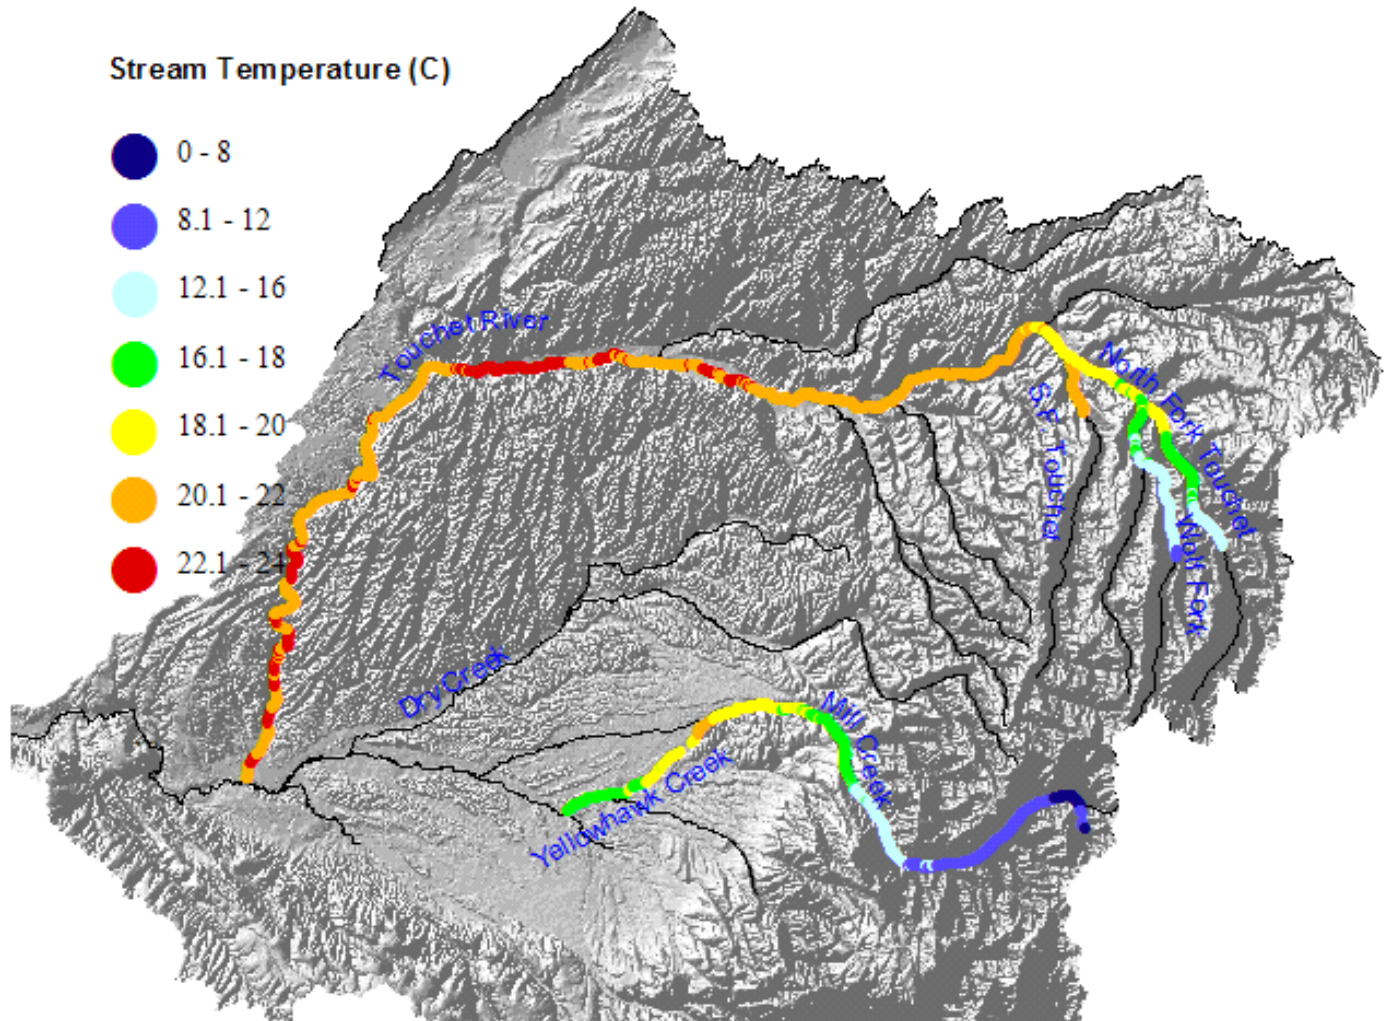 Stream Temperature (C)
0 - 8
8.1 - 12
12.1 - 16
16.1 - 18
18.1 - 20
20.1 - 22
22.1 - 24
Touchet River
North Fork Touchet
S.F. Touchet
Wolf Fork
Dry Creek
Mill Creek
Yellowhawk Creek